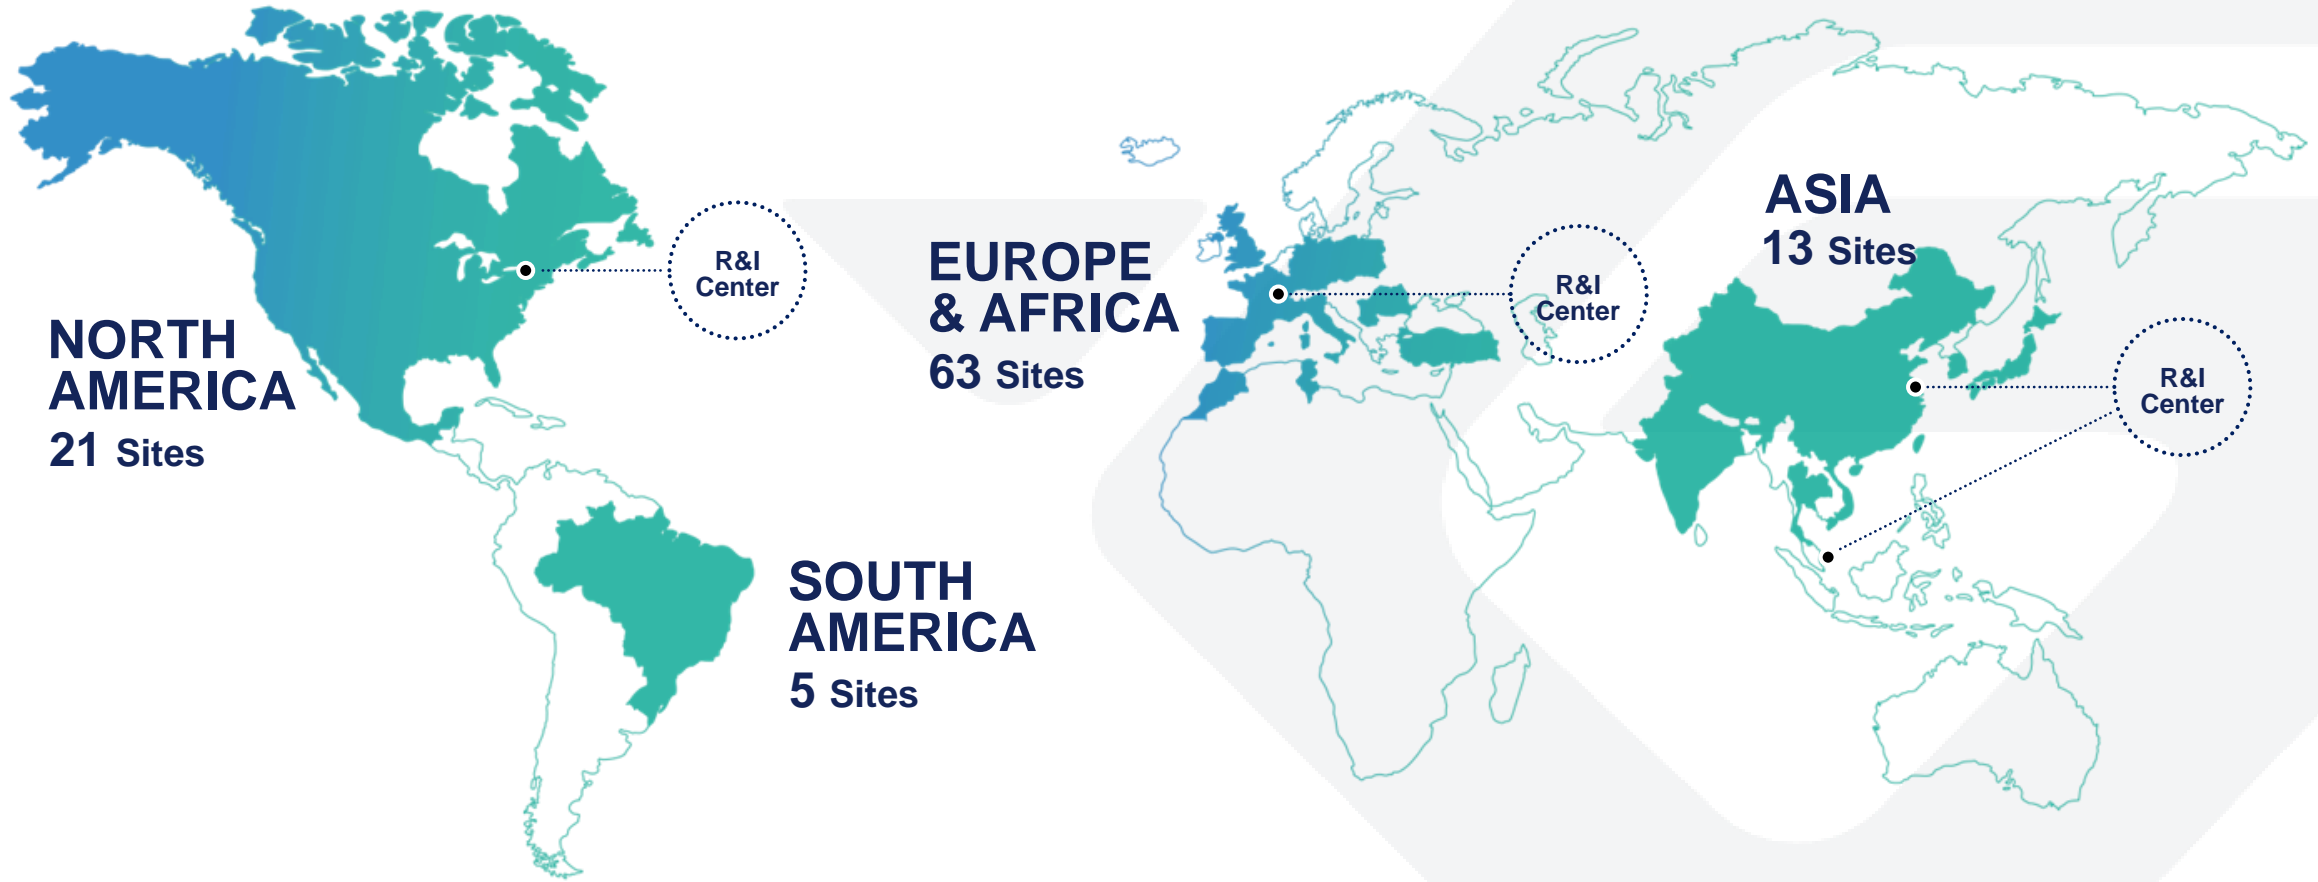 NORTH
AMERICA
21 Sites
R&I
Center
SOUTH
AMERICA
5 Sites
EUROPE
& AFRICA
63 Sites
R&I
Center
ASIA
13 Sites
R&I
Center